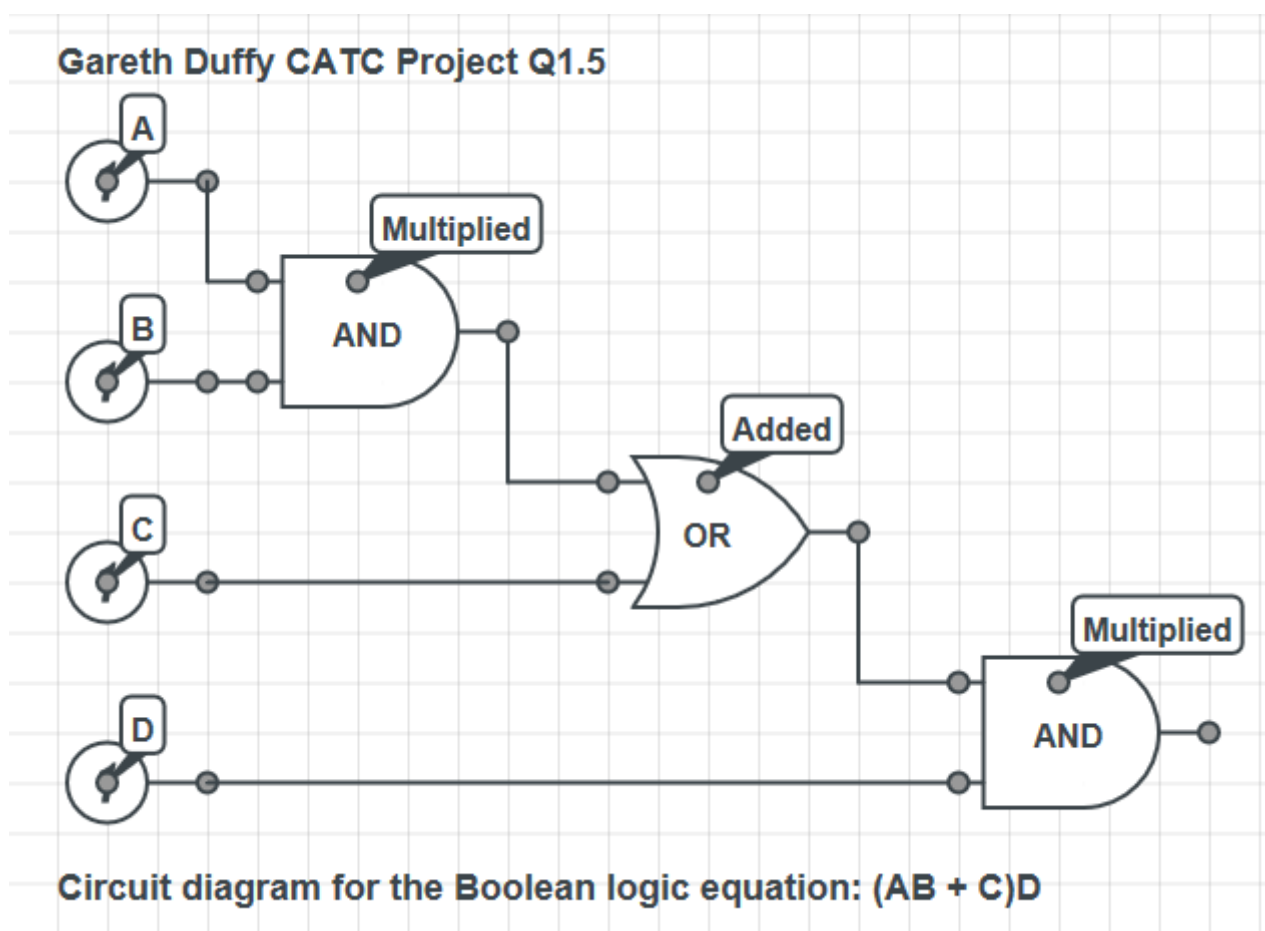 Gareth Duffy CATC Project Q1.5
A
Multiplied
AND
B
Added
OR
C
Multiplied
AND
D
Circuit diagram for the Boolean logic equation: (AB + C)D